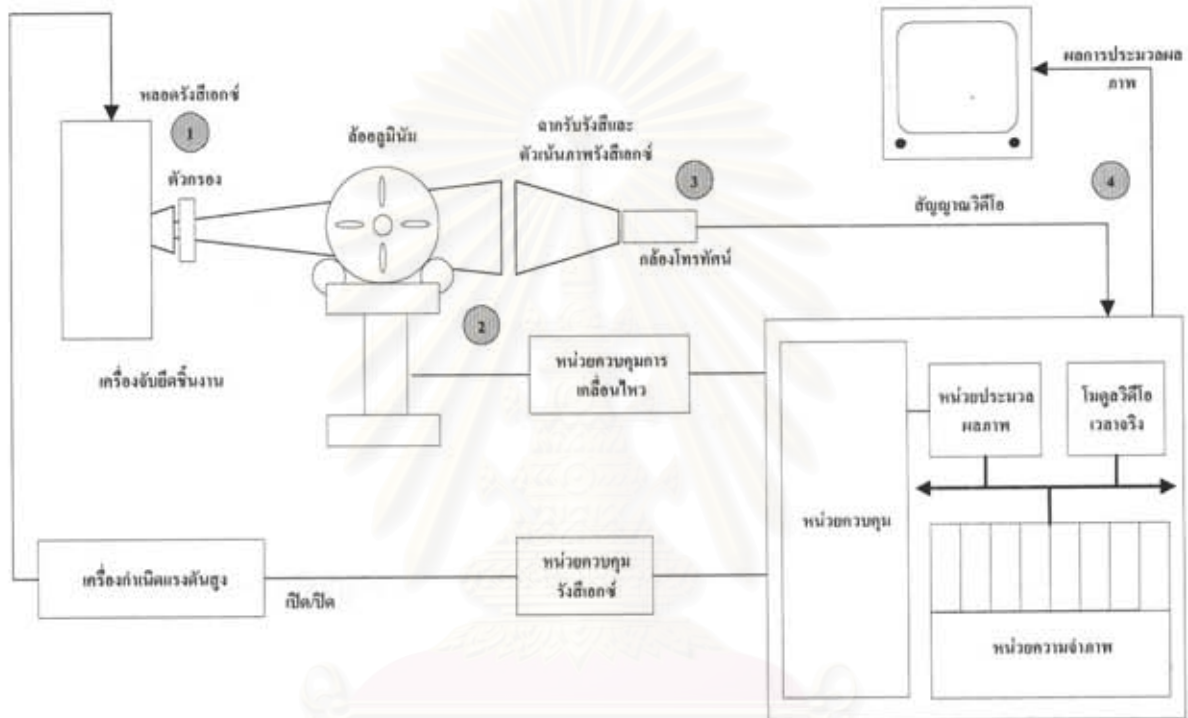 ผลการประมวลผล
ภาพ
หลอดรังสีเอกซ์
1
ตัวกรอง
ล้ออลูมินัม
ฉากรับรังสีและ
ตัวเน้นภาพรังสีเอกซ์
3
4
สัญญาณวิดีโอ
กล้องโทรทัศน์
2
เครื่องจับยึดชิ้นงาน
หน่วยควบคุมการ
เคลื่อนไหว
หน่วยประมวล
ผลภาพ
โมดูลวิดีโอ
เวลาจริง
หน่วยควบคุม
เครื่องกำเนิดแรงดันสูง
เปิด/ปิด
หน่วยควบคุม
รังสีเอกซ์
หน่วยความจำภาพ